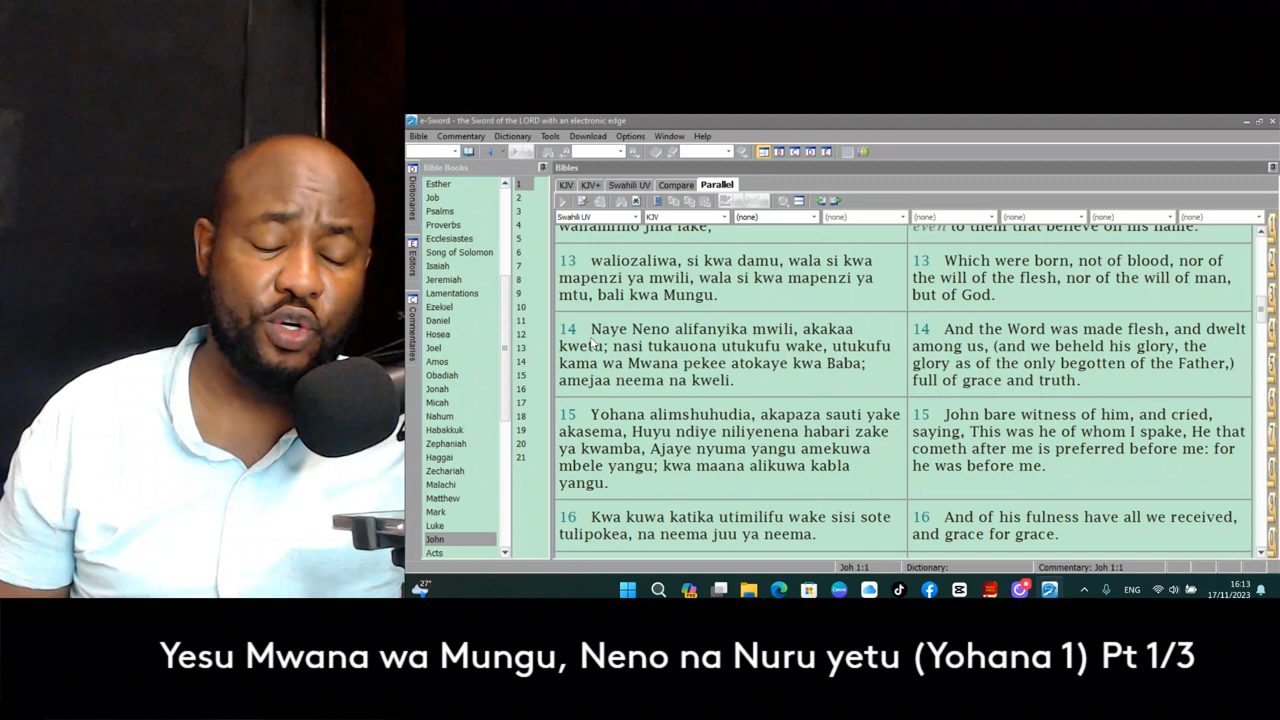 e-Sword - the Sword of the LORD with an electronic edge
Bible Commentary Dictionary Tools Download Options Window Help
Bible Books
Bibles
KJV KJV+ Swahili UV Compare Parallel
Swahili UV KJV (none) (none) (none) (none) (none) (none)
Dictionaries
Editors
Commentaries
Esther
Job
Psalms
Proverbs
Ecclesiastes
Song of Solomon
Isaiah
Jeremiah
Lamentations
Ezekiel
Daniel
Hosea
Joel
Amos
Obadiah
Jonah
Micah
Nahum
Habakkuk
Zephaniah
Haggai
Zechariah
Malachi
Matthew
Mark
Luke
John
Acts
1
2
3
4
5
6
7
8
9
10
11
12
13
14
15
16
17
18
19
20
21
jina lake;
13 waliozaliwa, si kwa damu, wala si kwa
mapenzi ya mwili, wala si kwa mapenzi ya
mtu, bali kwa Mungu.
14 Naye Neno alifanyika mwili, akakaa
kwetu; nasi tukauona utukufu wake, utukufu
kama wa Mwana pekee atokaye kwa Baba;
amejaa neema na kweli.
15 Yohana alimshuhudia, akapaza sauti yake
akasema, Huyu ndiye niliyenena habari zake
ya kwamba, Ajaye nyuma yangu amekuwa
mbele yangu; kwa maana alikuwa kabla
yangu.
16 Kwa kuwa katika utimilifu wake sisi sote
tulipokea, na neema juu ya neema.
even to them that believe on his name:
13 Which were born, not of blood, nor of
the will of the flesh, nor of the will of man,
but of God.
14 And the Word was made flesh, and dwelt
among us, (and we beheld his glory, the
glory as of the only begotten of the Father,)
full of grace and truth.
15 John bare witness of him, and cried,
saying, This was he of whom I spake, He that
cometh after me is preferred before me: for
he was before me.
16 And of his fulness have all we received,
and grace for grace.
Joh 1:1 Dictionary: Commentary: Joh 1:1
27°
ENG
16:13
17/11/2023
Yesu Mwana wa Mungu, Neno na Nuru yetu (Yohana 1) Pt 1/3